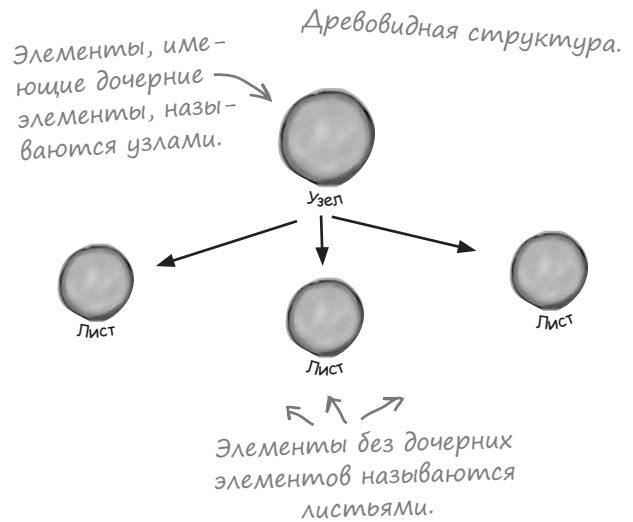 Древовидная структура.
Элементы, име-
ющие дочерние
элементы, назы-
ваются узлами.
Узел
Лист
Лист
Лист
Элементы без дочерних
элементов называются
листьями.